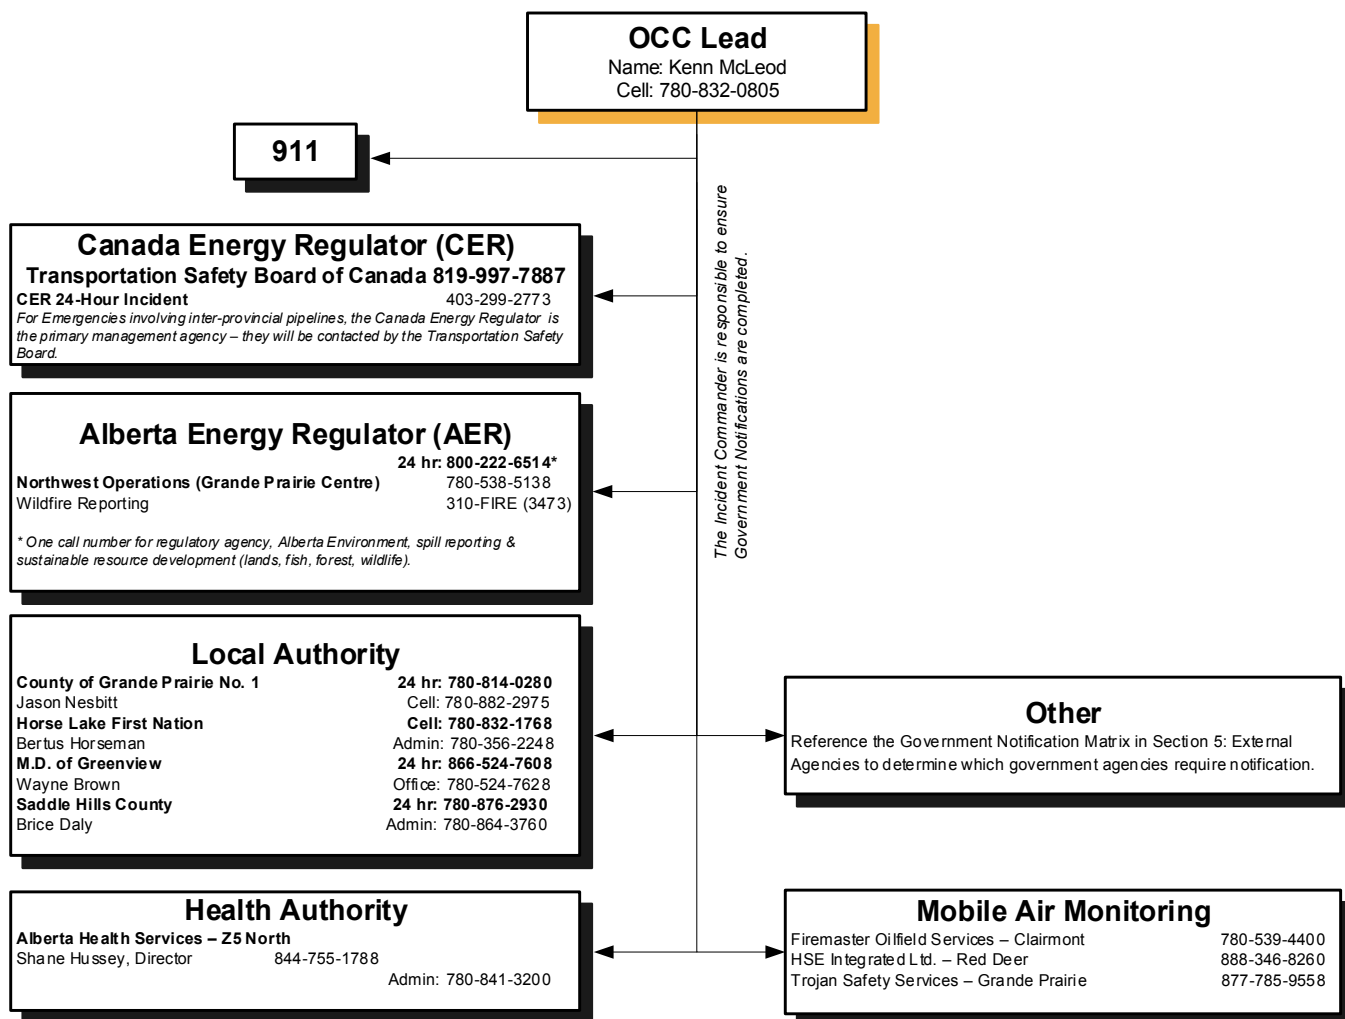 OCC Lead
Name: Kenn McLeod
Cell: 780-832-0805
911
The Incident Commander is responsible to ensure
Government Notifications are completed.
Canada Energy Regulator (CER)
Transportation Safety Board of Canada 819-997-7887
CER 24-Hour Incident 403-299-2773
For Emergencies involving inter-provincial pipelines, the Canada Energy Regulator is
the primary management agency – they will be contacted by the Transportation Safety
Board.
Alberta Energy Regulator (AER)
24 hr: 800-222-6514*
Northwest Operations (Grande Prairie Centre) 780-538-5138
Wildfire Reporting 310-FIRE (3473)
* One call number for regulatory agency, Alberta Environment, spill reporting &
sustainable resource development (lands, fish, forest, wildlife).
Local Authority
County of Grande Prairie No. 1 24 hr: 780-814-0280
Jason Nesbitt Cell: 780-882-2975
Horse Lake First Nation Cell: 780-832-1768
Bertus Horseman Admin: 780-356-2248
M.D. of Greenview 24 hr: 866-524-7608
Wayne Brown Office: 780-524-7628
Saddle Hills County 24 hr: 780-876-2930
Brice Daly Admin: 780-864-3760
Other
Reference the Government Notification Matrix in Section 5: External
Agencies to determine which government agencies require notification.
Health Authority
Alberta Health Services – Z5 North
Shane Hussey, Director 844-755-1788
Admin: 780-841-3200
Mobile Air Monitoring
Firemaster Oilfield Services – Clairmont 780-539-4400
HSE Integrated Ltd. – Red Deer 888-346-8260
Trojan Safety Services – Grande Prairie 877-785-9558